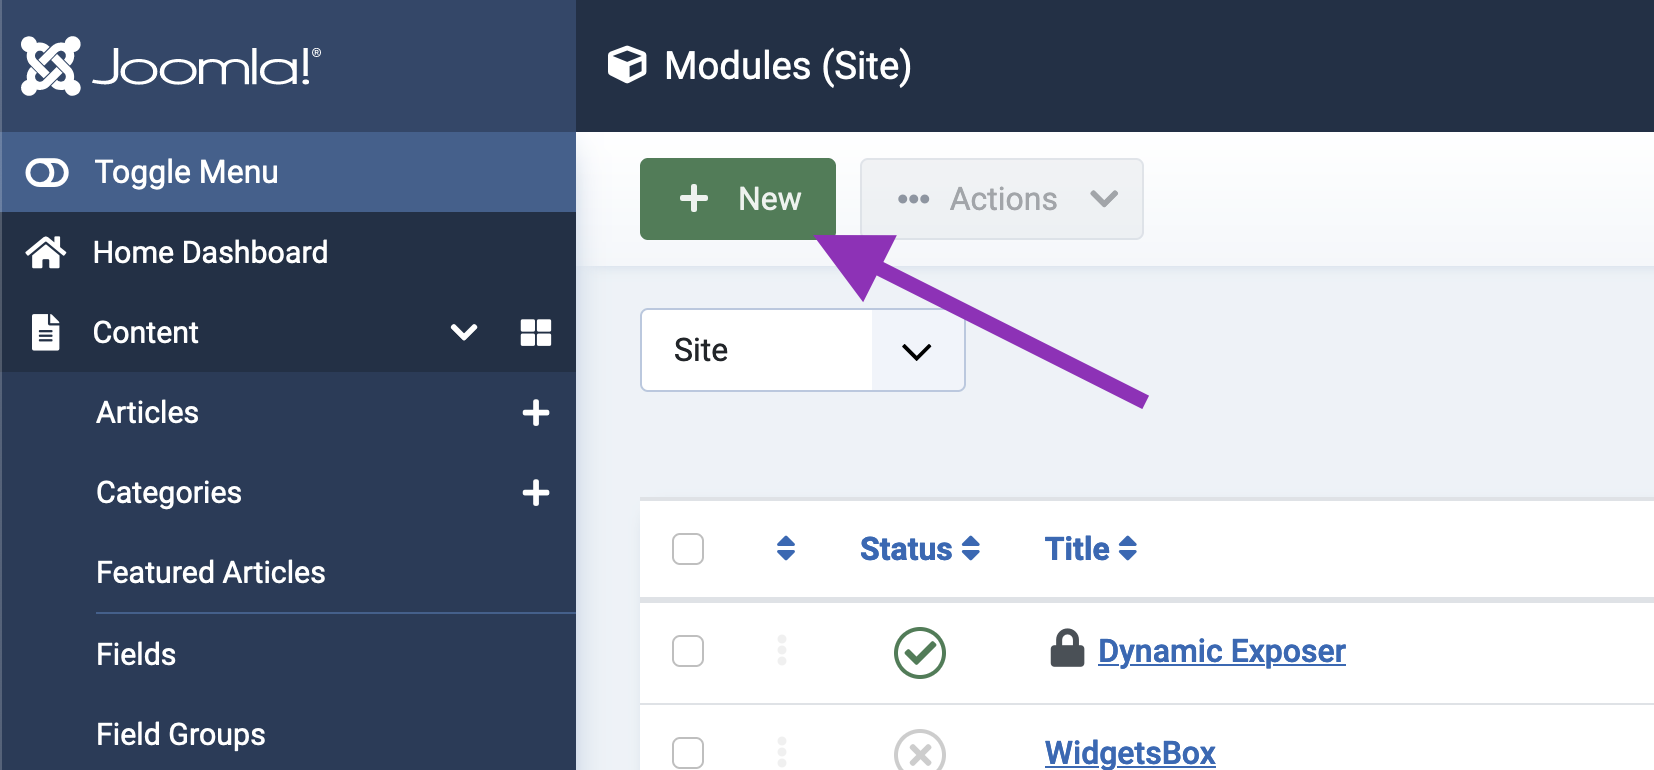 Joomla!®
Modules (Site)
Toggle Menu
New
Actions
Home Dashboard
Content
Site
Articles
Categories
Status
Title
Featured Articles
Fields
Dynamic Exposer
Field Groups
WidgetsBox